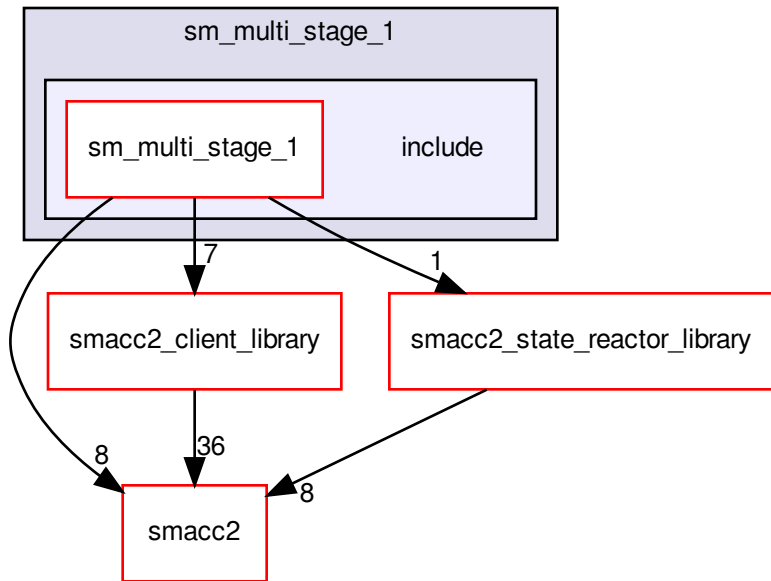 sm_multi_stage_1
sm_multi_stage_1
include
7
1
smacc2_client_library
smacc2_state_reactor_library
8
36
8
smacc2